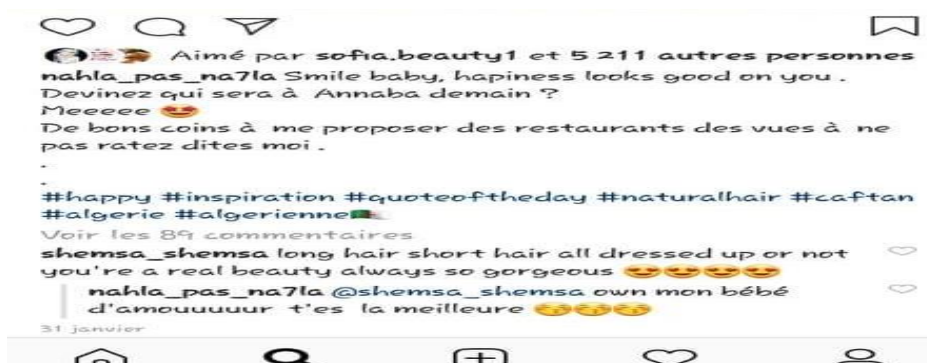 Aimé par sofia.beauty1 et 5 211 autres personnes
nahla_pas_na7la Smile baby, hapiness looks good on you .
Devinez qui sera à Annaba demain ?
Meeeee 😍
De bons coins à me proposer des restaurants des vues à ne
pas ratez dites moi .
.
.
#happy #inspiration #quoteoftheday #naturalhair #caftan
#algerie #algerienne🇩🇿
Voir les 89 commentaires
shemsa_shemsa long hair short hair all dressed up or not
you're a real beauty always so gorgeous 😍😍😍😍
nahla_pas_na7la @shemsa_shemsa own mon bébé
d'amouuuuur t'es la meilleure 😚😚😚
31 janvier